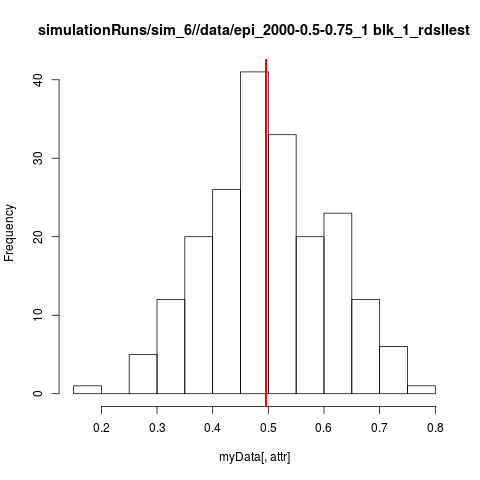 simulationRuns/sim_6//data/epi_2000-0.5-0.75_1 blk_1_rdsIIest
Frequency
40
30
20
10
0
0.2 0.3 0.4 0.5 0.6 0.7 0.8
myData[, attr]